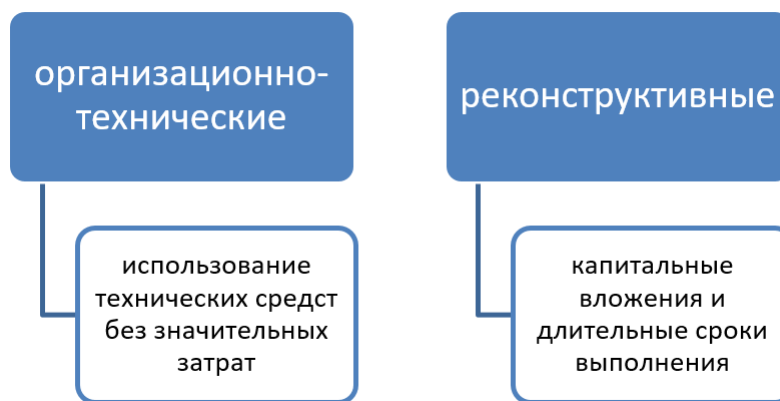 организационно-
технические
использование
технических средст
без значительных
затрат
реконструктивные
капитальные
вложения и
длительные сроки
выполнения